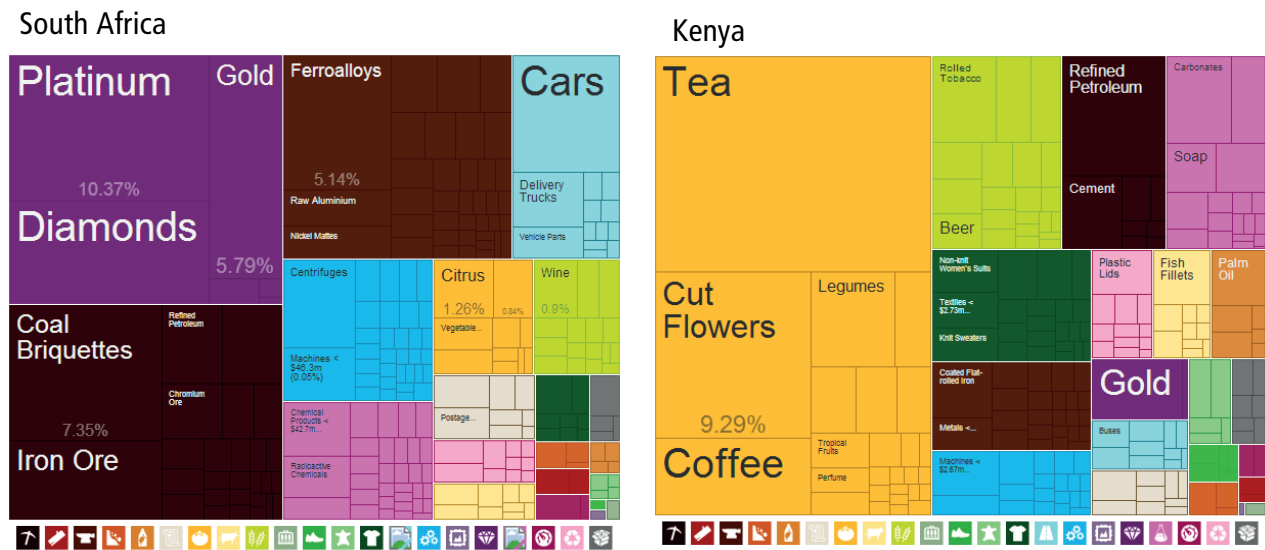 South Africa
Platinum
10.37%
Diamonds
Gold
5.79%
Ferroalloys
5.14%
Raw Aluminium
Nickel Mattes
Cars
Delivery
Trucks
Vehicle Parts
Coal
Briquettes
7.35%
Iron Ore
Refined
Petroleum
Chromium
Ore
Centrifuges
Machines <
$46.3m
(0.05%)
Chemical
Products <
$42.7m...
Radioactive
Chemicals
Citrus
1.26%
0.84%
Vegetable...
Wine
0.9%
Postage...
Kenya
Tea
Cut
Flowers
9.29%
Coffee
Legumes
Tropical
Fruits
Perfume
Rolled
Tobacco
Beer
Refined
Petroleum
Cement
Carbonates
Soap
Non-knit
Women's Suits
Textiles <
$2.73m...
Knit Sweaters
Plastic
Lids
Fish
Fillets
Palm
Oil
Coated Flat-
rolled Iron
Metals <...
Gold
Buses
Machines <
$2.67m...